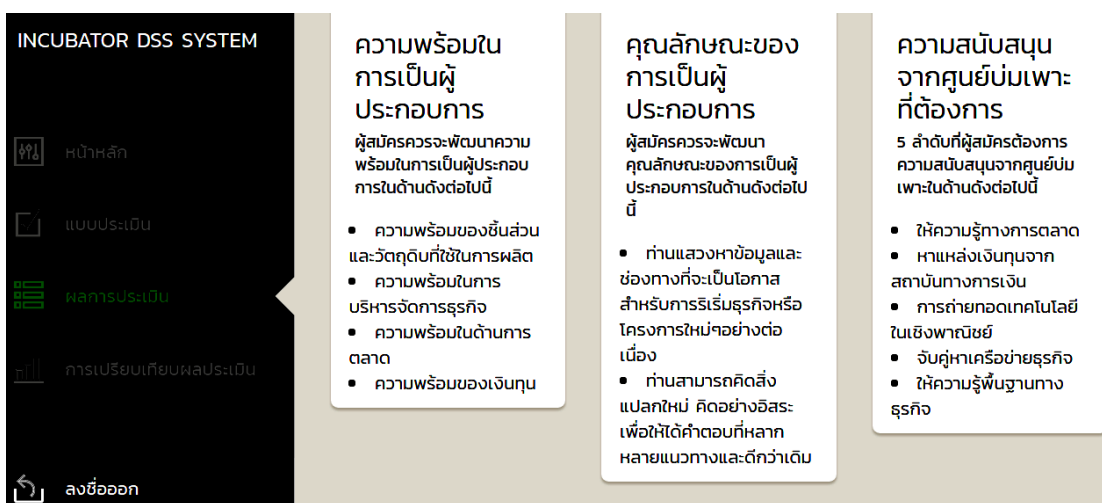 INCUBATOR DSS SYSTEM
หน้าหลัก
แบบประเมิน
ผลการประเมิน
การเปรียบเทียบผลประเมิน
ลงชื่อออก
ความพร้อมใน
การเป็นผู้
ประกอบการ
ผู้สมัครควรจะพัฒนาความ
พร้อมในการเป็นผู้ประกอบ
การในด้านดังต่อไปนี้
• ความพร้อมของชิ้นส่วน
และวัตถุดิบที่ใช้ในการผลิต
• ความพร้อมในการ
บริหารจัดการธุรกิจ
• ความพร้อมในด้านการ
ตลาด
• ความพร้อมของเงินทุน
คุณลักษณะของ
การเป็นผู้
ประกอบการ
ผู้สมัครควรจะพัฒนา
คุณลักษณะของการเป็นผู้
ประกอบการในด้านดังต่อไป
นี้
• ท่านแสวงหาข้อมูลและ
ช่องทางที่จะเป็นโอกาส
สำหรับการริเริ่มธุรกิจหรือ
โครงการใหม่ๆอย่างต่อ
เนื่อง
• ท่านสามารถคิดสิ่ง
แปลกใหม่ คิดอย่างอิสระ
เพื่อให้ได้คำตอบที่หลาก
หลายแนวทางและดีกว่าเดิม
ความสนับสนุน
จากศูนย์บ่มเพาะ
ที่ต้องการ
5 ลำดับที่ผู้สมัครต้องการ
ความสนับสนุนจากศูนย์บ่ม
เพาะในด้านดังต่อไปนี้
• ให้ความรู้ทางการตลาด
• หาแหล่งเงินทุนจาก
สถาบันทางการเงิน
• การถ่ายทอดเทคโนโลยี
ในเชิงพาณิชย์
• จับคู่หาเครือข่ายธุรกิจ
• ให้ความรู้พื้นฐานทาง
ธุรกิจ